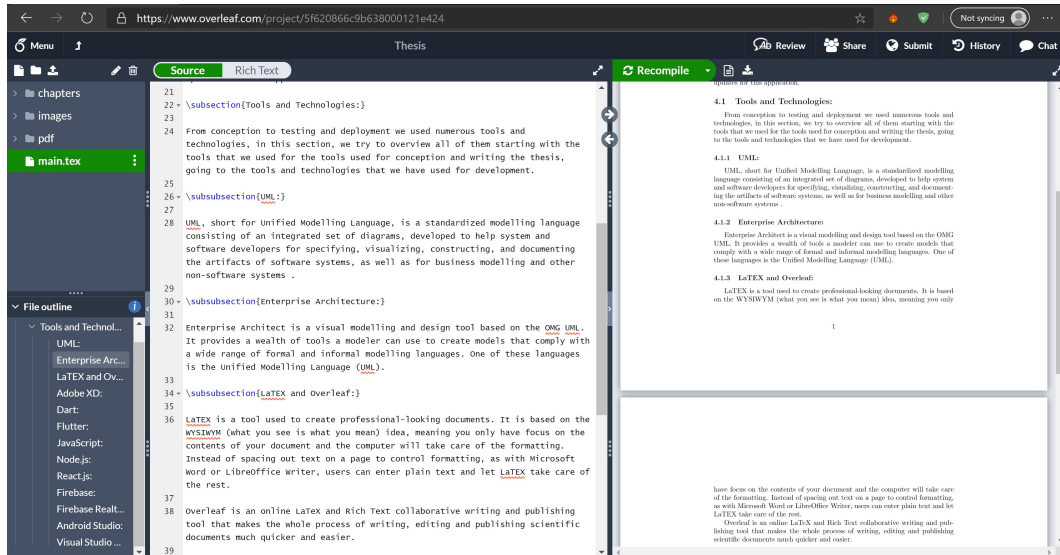 https://www.overleaf.com/project/5f620866c9b638000121e424
Not syncing
Menu
Thesis
Review
Share
Submit
History
Chat
Source
Rich Text
Recompile
chapters
images
pdf
main.tex
File outline
Tools and Technol...
UML:
Enterprise Arc...
LaTEX and Ov...
Adobe XD:
Dart:
Flutter:
JavaScript:
Node.js:
React.js:
Firebase:
Firebase Realt...
Android Studio:
Visual Studio ...
21
22 \subsection{Tools and Technologies:}
23
24 From conception to testing and deployment we used numerous tools and
technologies, in this section, we try to overview all of them starting with the
tools that we used for the tools used for conception and writing the thesis,
going to the tools and technologies that we have used for development.
25
26 \subsubsection{UML:}
27
28 UML, short for Unified Modelling Language, is a standardized modelling language
consisting of an integrated set of diagrams, developed to help system and
software developers for specifying, visualizing, constructing, and documenting
the artifacts of software systems, as well as for business modelling and other
non-software systems .
29
30 \subsubsection{Enterprise Architecture:}
31
32 Enterprise Architect is a visual modelling and design tool based on the OMG UML.
It provides a wealth of tools a modeler can use to create models that comply with
a wide range of formal and informal modelling languages. One of these languages
is the Unified Modelling Language (UML).
33
34 \subsubsection{LaTEX and Overleaf:}
35
36 LaTEX is a tool used to create professional-looking documents. It is based on the
WYSIWYM (what you see is what you mean) idea, meaning you only have focus on the
contents of your document and the computer will take care of the formatting.
Instead of spacing out text on a page to control formatting, as with Microsoft
Word or LibreOffice Writer, users can enter plain text and let LaTEX take care of
the rest.
37
38 Overleaf is an online LaTeX and Rich Text collaborative writing and publishing
tool that makes the whole process of writing, editing and publishing scientific
documents much quicker and easier.
39
updates for this application.
4.1 Tools and Technologies:
From conception to testing and deployment we used numerous tools and
technologies, in this section, we try to overview all of them starting with the
tools that we used for the tools used for conception and writing the thesis, going
to the tools and technologies that we have used for development.
4.1.1 UML:
UML, short for Unified Modelling Language, is a standardized modelling
language consisting of an integrated set of diagrams, developed to help system
and software developers for specifying, visualizing, constructing, and document-
ing the artifacts of software systems, as well as for business modelling and other
non-software systems .
4.1.2 Enterprise Architecture:
Enterprise Architect is a visual modelling and design tool based on the OMG
UML. It provides a wealth of tools a modeler can use to create models that
comply with a wide range of formal and informal modelling languages. One of
these languages is the Unified Modelling Language (UML).
4.1.3 LaTEX and Overleaf:
LaTEX is a tool used to create professional-looking documents. It is based
on the WYSIWYM (what you see is what you mean) idea, meaning you only
1
have focus on the contents of your document and the computer will take care
of the formatting. Instead of spacing out text on a page to control formatting,
as with Microsoft Word or LibreOffice Writer, users can enter plain text and let
LaTEX take care of the rest.
Overleaf is an online LaTeX and Rich Text collaborative writing and pub-
lishing tool that makes the whole process of writing, editing and publishing
scientific documents much quicker and easier.